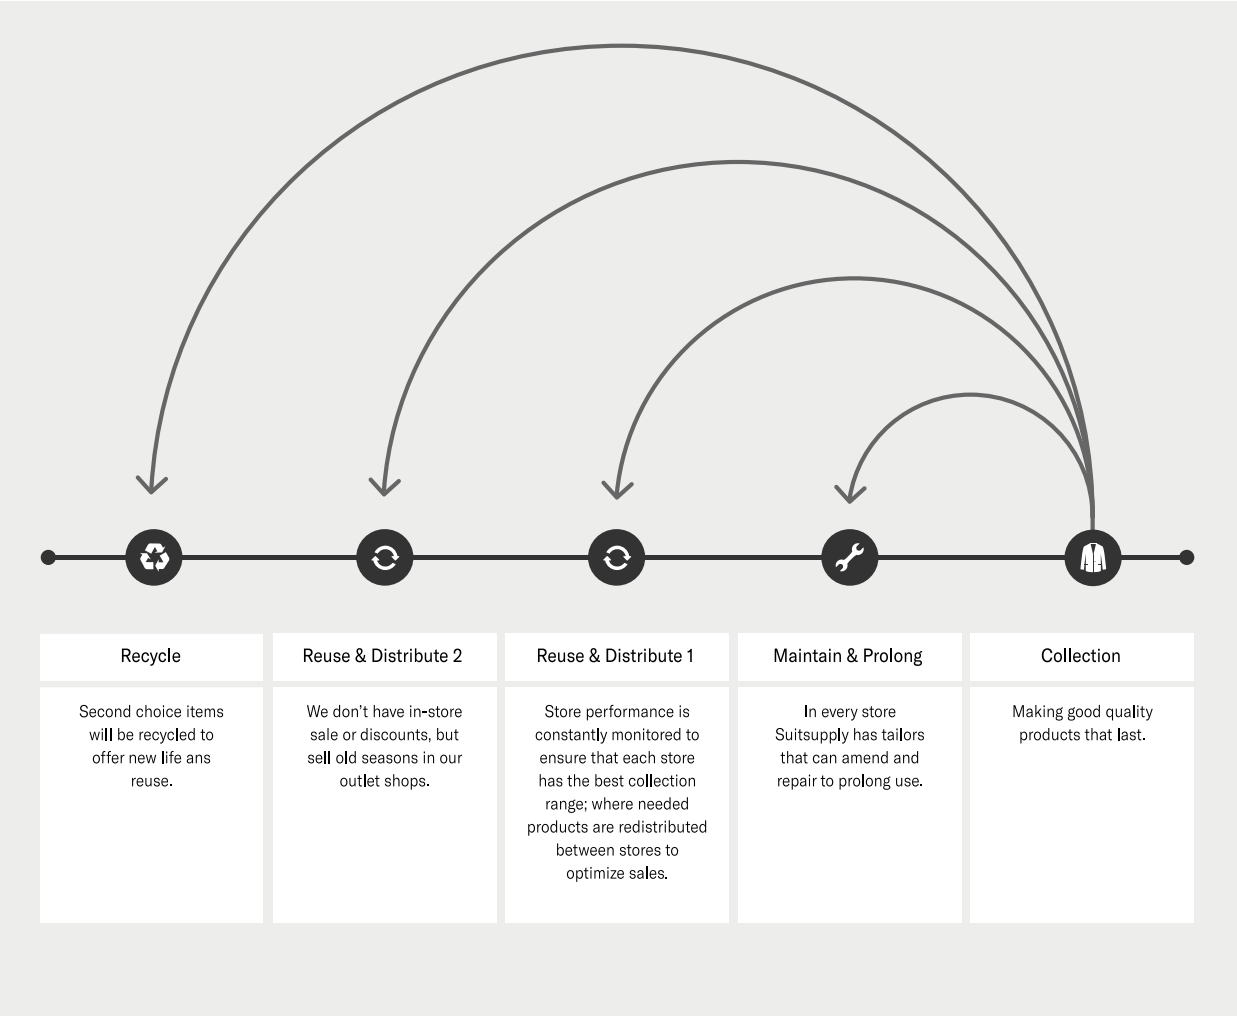 Recycle
Second choice items
will be recycled to
offer new life ans
reuse.
Reuse & Distribute 2
We don't have in-store
sale or discounts, but
sell old seasons in our
outlet shops.
Reuse & Distribute 1
Store performance is
constantly monitored to
ensure that each store
has the best collection
range; where needed
products are redistributed
between stores to
optimize sales.
Maintain & Prolong
In every store
Suitsupply has tailors
that can amend and
repair to prolong use.
Collection
Making good quality
products that last.